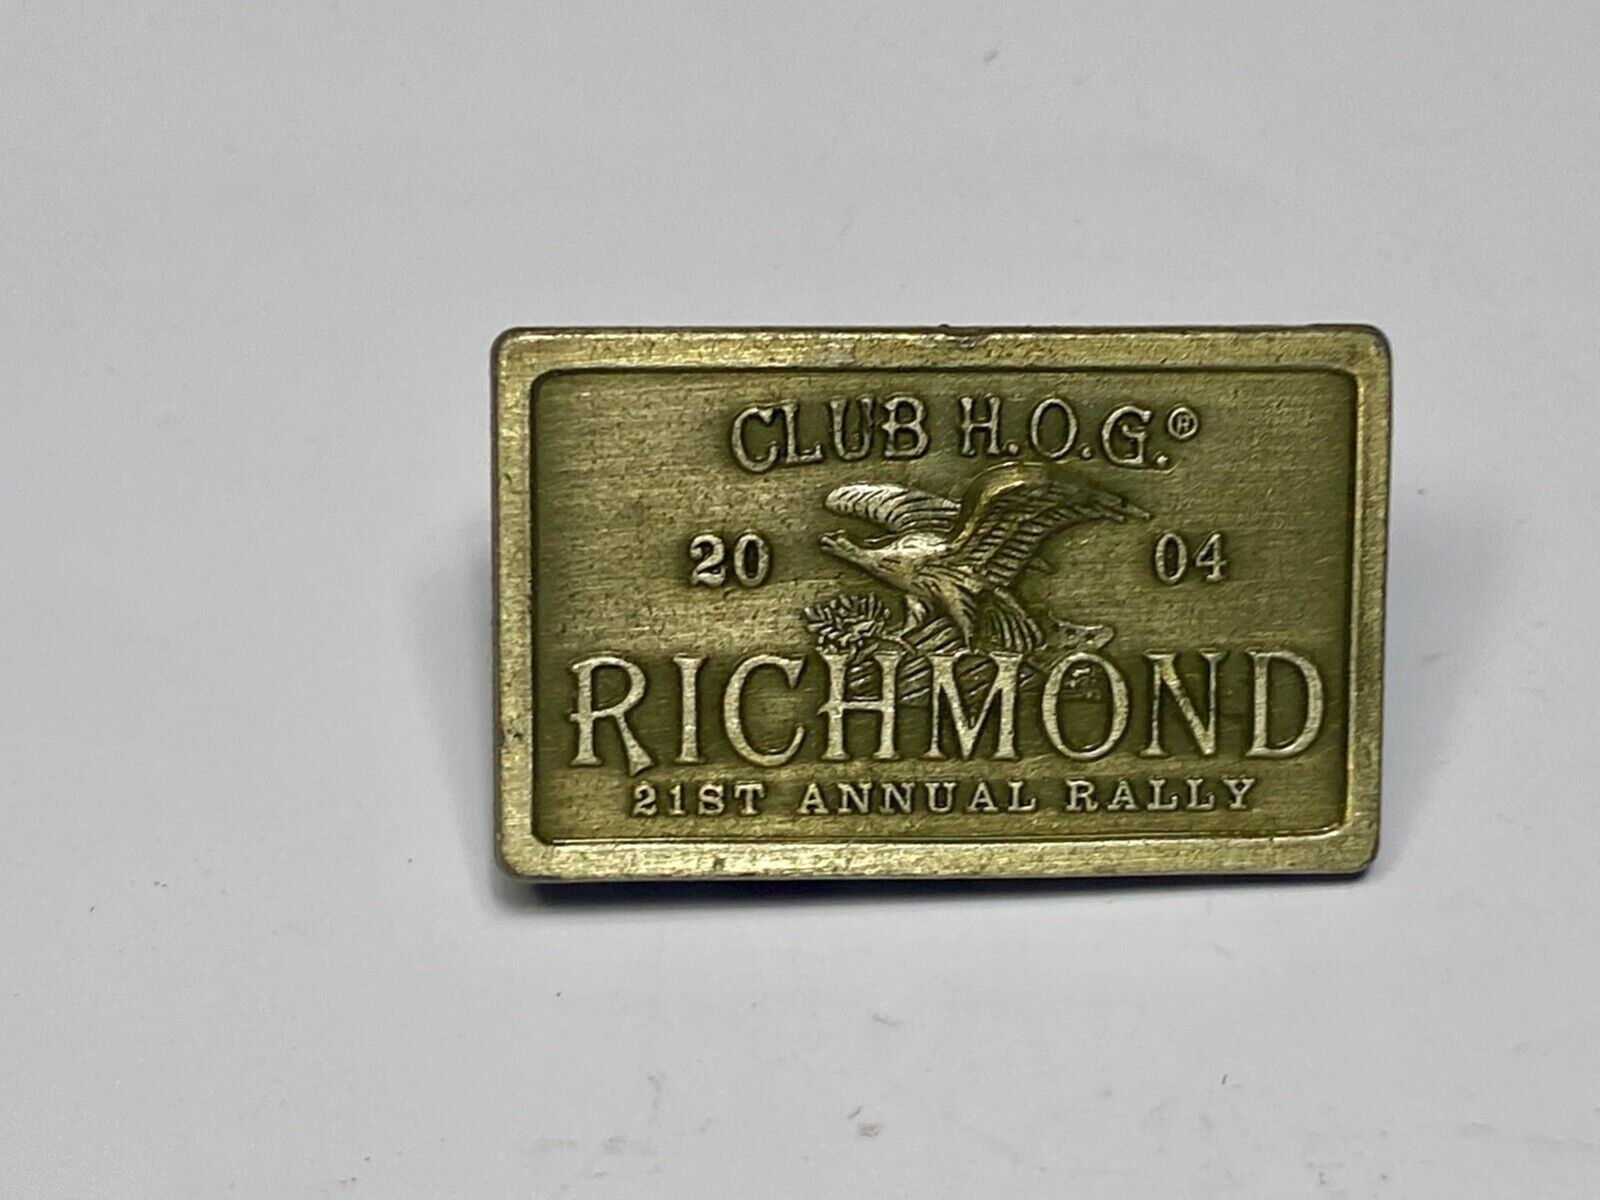 CLUB H.O.G.®
20 04
RICHMOND
21ST ANNUAL RALLY